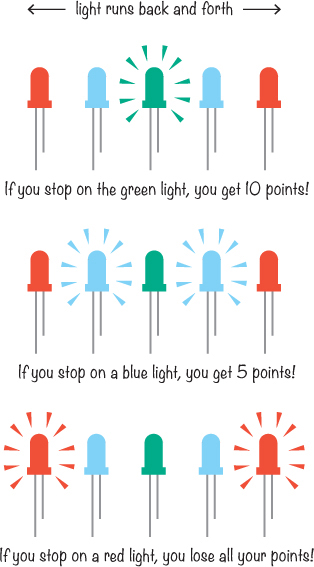 light runs back and forth
If you stop on the green light, you get 10 points!
If you stop on a blue light, you get 5 points!
If you stop on a red light, you lose all your points!